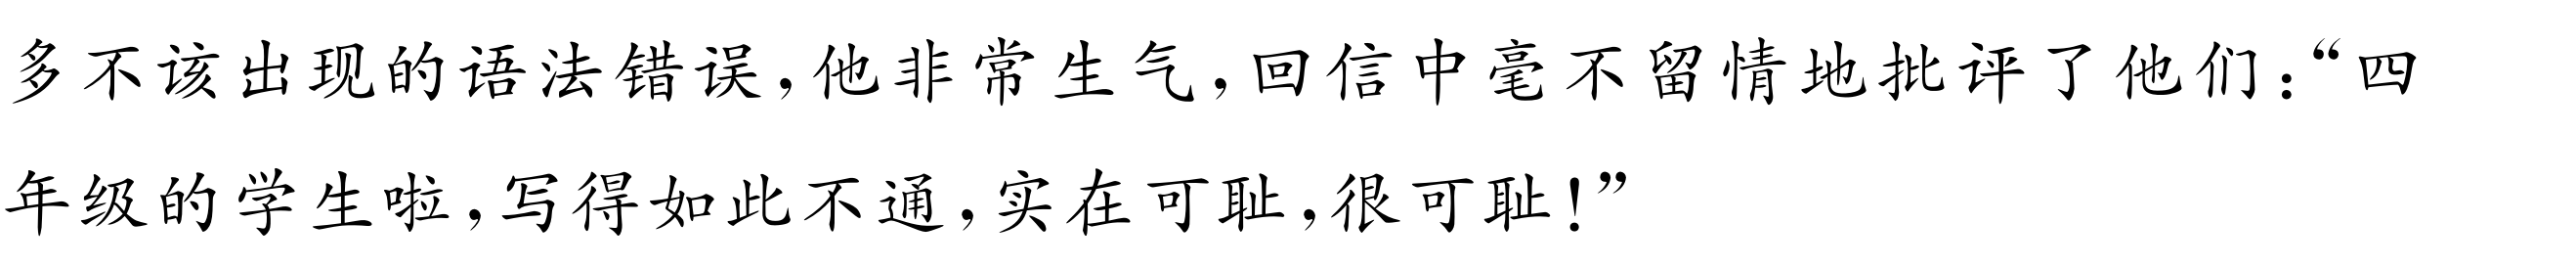 多不该出现的语法错误，他非常生气，回信中毫不留情地批评了他们：“四
年级的学生啦，写得如此不通，实在可耻，很可耻！”